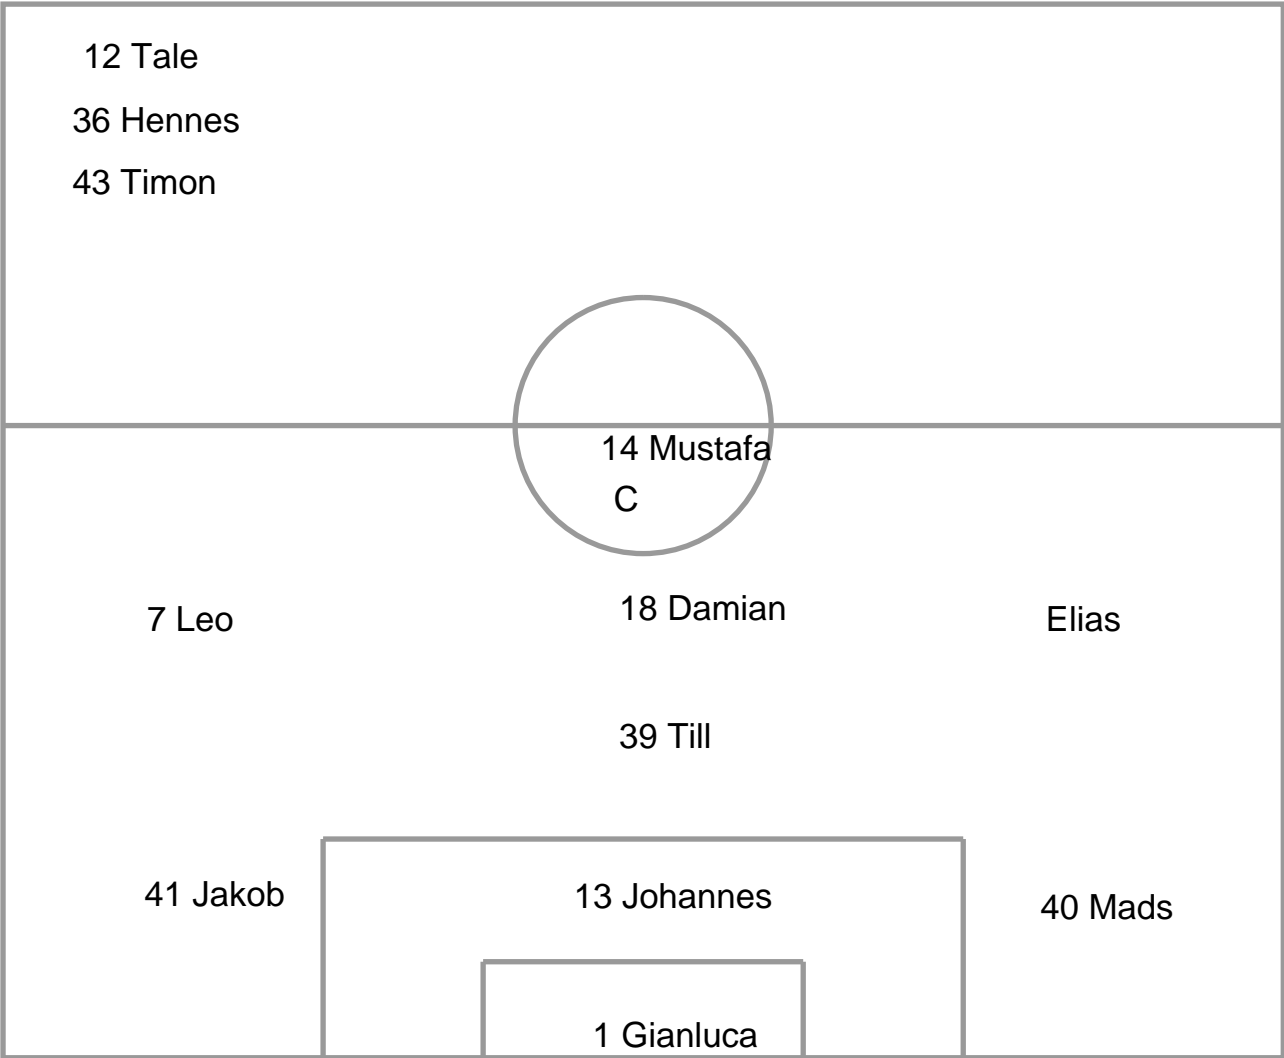 12 Tale
36 Hennes
43 Timon
14 Mustafa
C
7 Leo
18 Damian
Elias
39 Till
41 Jakob
13 Johannes
40 Mads
1 Gianluca